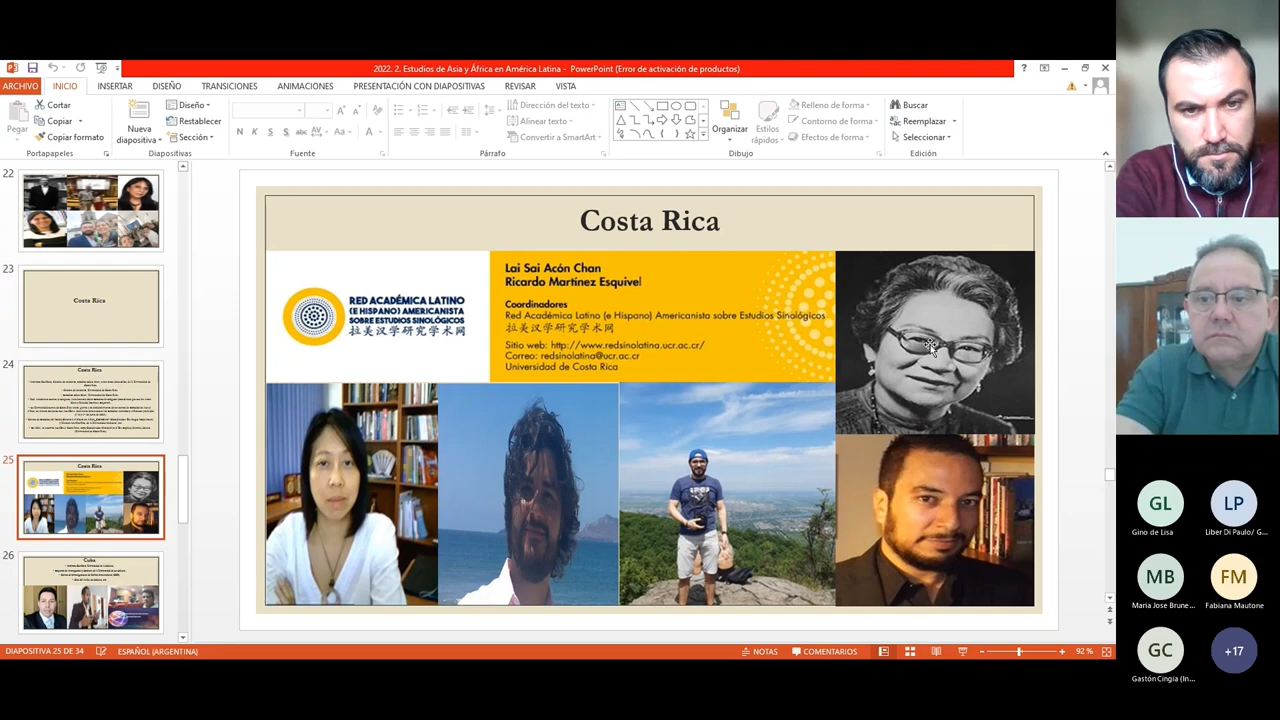 2022. 2. Estudios de Asia y África en América Latina - PowerPoint (Error de activación de productos)
ARCHIVO INICIO INSERTAR DISEÑO TRANSICIONES ANIMACIONES PRESENTACIÓN CON DIAPOSITIVAS REVISAR VISTA
Pegar
Cortar
Copiar
Copiar formato
Portapapeles
Nueva diapositiva
Diseño
Restablecer
Sección
Diapositivas
N K S S abc AV Aa A
Fuente
Dirección del texto
Alinear texto
Convertir a SmartArt
Párrafo
Organizar
Estilos rápidos
Relleno de forma
Contorno de forma
Efectos de forma
Dibujo
Buscar
Reemplazar
Seleccionar
Edición
22
23
Costa Rica
24
Costa Rica
25
Costa Rica
26
Cuba
Costa Rica
RED ACADÉMICA LATINO
(E HISPANO) AMERICANISTA
SOBRE ESTUDIOS SINOLÓGICOS
拉美汉学研究学术网
Lai Sai Acón Chan
Ricardo Martínez Esquivel
Coordinadores
Red Académica Latino (e Hispano) Americanista sobre Estudios Sinológicos
拉美汉学研究学术网
Sitio web: http://www.redsinolatina.ucr.ac.cr/
Correo: redsinolatina@ucr.ac.cr
Universidad de Costa Rica
DIAPOSITIVA 25 DE 34 ESPAÑOL (ARGENTINA) NOTAS COMENTARIOS 92 %
GL
Gino de Lisa
LP
Liber Di Paulo/ G...
MB
Maria Jose Brune...
FM
Fabiana Mautone
GC
Gastón Cingia (In...
+17